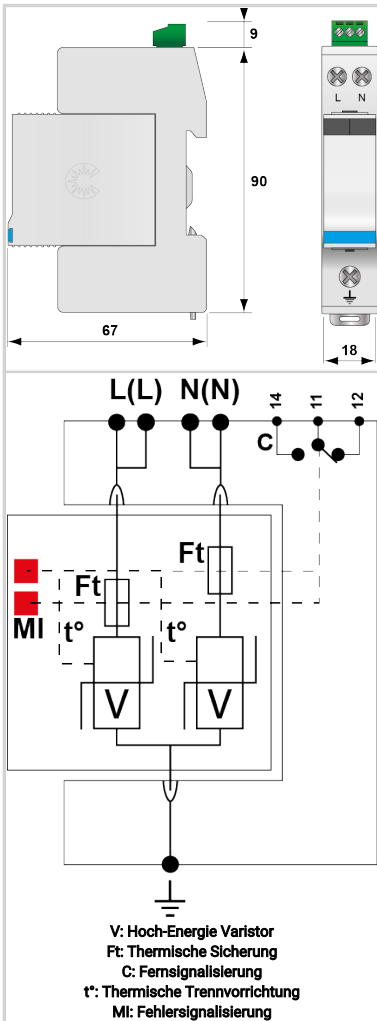 9
L N
90
67
18
L(L) N(N)
14 11 12
C
Ft
Ft
MI t° t°
V V
V: Hoch-Energie Varistor
Ft: Thermische Sicherung
C: Fernsignalisierung
t°: Thermische Trennvorrichtung
MI: Fehlersignalisierung